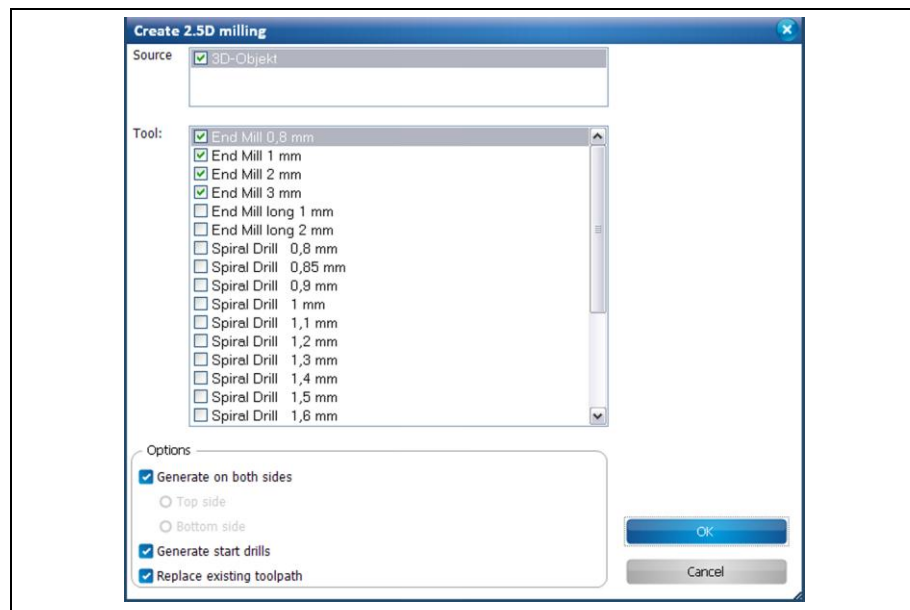 Create 2.5D milling
Source
3D-Objekt
Tool:
End Mill 0,8 mm
End Mill 1 mm
End Mill 2 mm
End Mill 3 mm
End Mill long 1 mm
End Mill long 2 mm
Spiral Drill 0,8 mm
Spiral Drill 0,85 mm
Spiral Drill 0,9 mm
Spiral Drill 1 mm
Spiral Drill 1,1 mm
Spiral Drill 1,2 mm
Spiral Drill 1,3 mm
Spiral Drill 1,4 mm
Spiral Drill 1,5 mm
Spiral Drill 1,6 mm
Options
Generate on both sides
Top side
Bottom side
Generate start drills
Replace existing toolpath
OK
Cancel